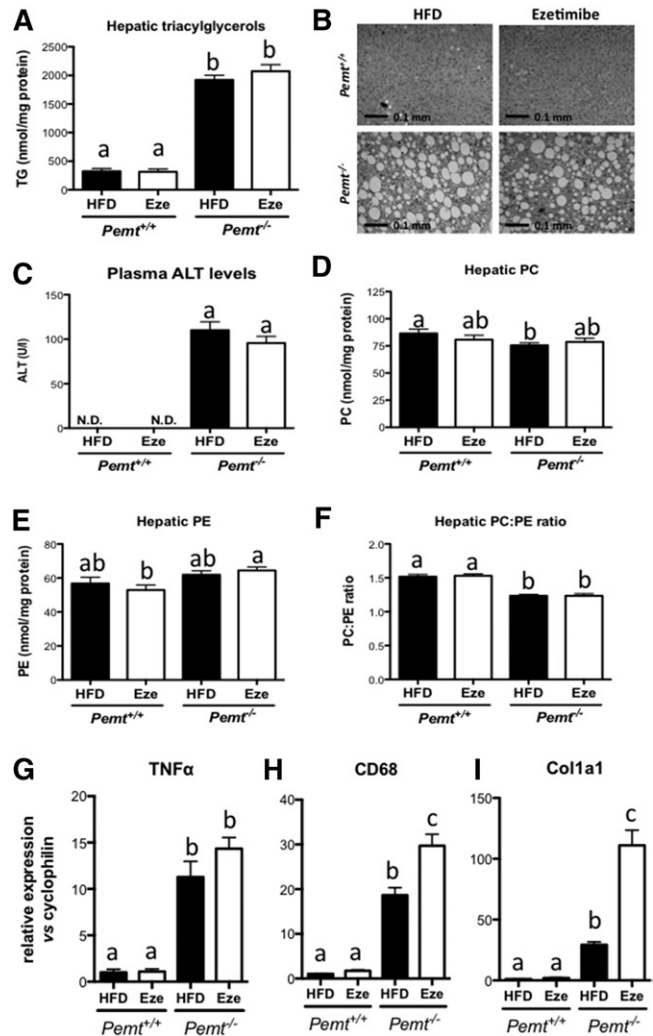 A
Hepatic triacylglycerols
TG (nmol/mg protein)
2500
2000
1500
1000
500
0
a a b b
HFD Eze HFD Eze
Pemt+/+ Pemt-/-
B
HFD Ezetimibe
Pemt+/+
0.1 mm 0.1 mm
Pemt-/-
0.1 mm 0.1 mm
C
Plasma ALT levels
ALT (U/l)
150
100
50
0
N.D. N.D. a a
HFD Eze HFD Eze
Pemt+/+ Pemt-/-
D
Hepatic PC
PC (nmol/mg protein)
125
100
75
50
25
0
a ab b ab
HFD Eze HFD Eze
Pemt+/+ Pemt-/-
E
Hepatic PE
PE (nmol/mg protein)
80
60
40
20
0
ab b ab a
HFD Eze HFD Eze
Pemt+/+ Pemt-/-
F
Hepatic PC:PE ratio
PC:PE ratio
2.0
1.5
1.0
0.5
0.0
a a b b
HFD Eze HFD Eze
Pemt+/+ Pemt-/-
G
TNFα
relative expression
vs cyclophilin
20
15
10
5
0
a a b b
HFD Eze HFD Eze
Pemt+/+ Pemt-/-
H
CD68
40
30
20
10
0
a a b c
HFD Eze HFD Eze
Pemt+/+ Pemt-/-
I
Col1a1
150
100
50
0
a a b c
HFD Eze HFD Eze
Pemt+/+ Pemt-/-